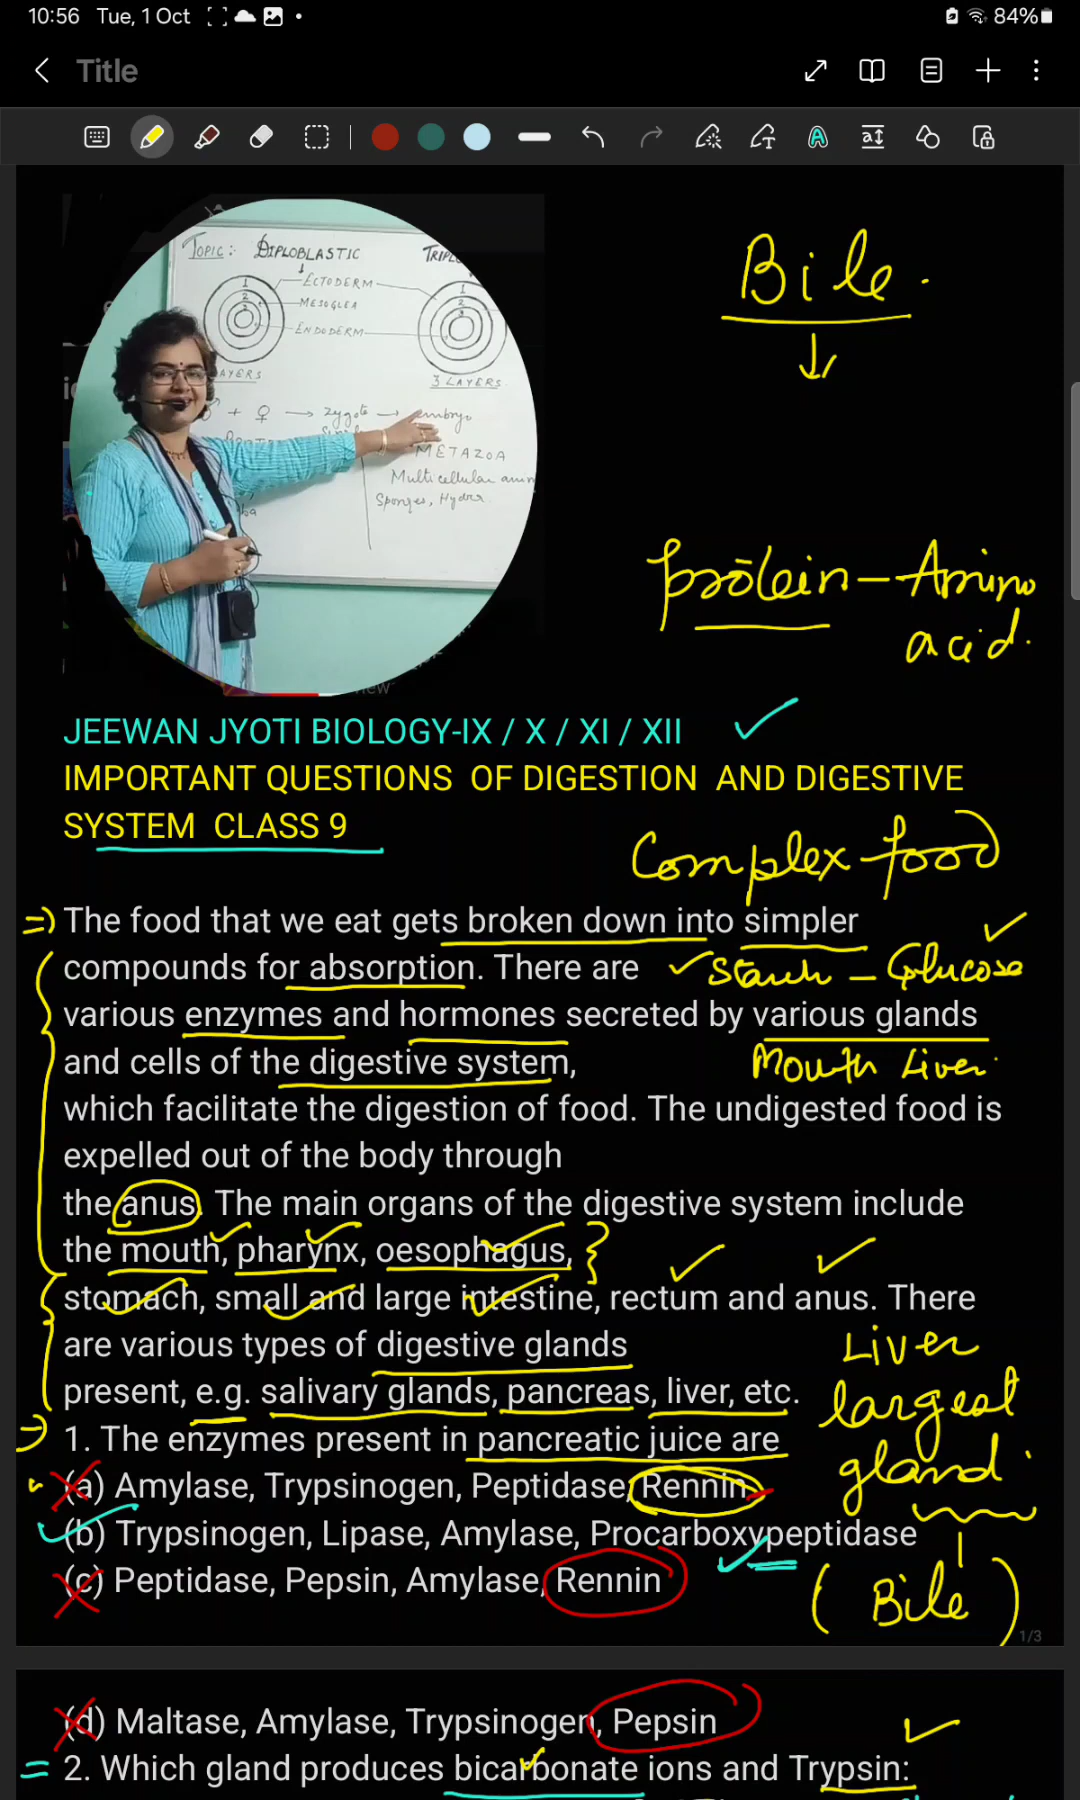 10:56 Tue, 1 Oct
84%
Title
TOPIC: DIPLOBLASTIC
ECTODERM
MESOGLEA
ENDODERM
1
2
1
2
3 LAYERS
+ ♀ → zygote → embryo
METAZOA
Multicellular
Sponges, Hydra
Bile.
Protein - Amino
acid.
JEEWAN JYOTI BIOLOGY-IX / X / XI / XII
IMPORTANT QUESTIONS OF DIGESTION AND DIGESTIVE
SYSTEM CLASS 9
Complex food
The food that we eat gets broken down into simpler
compounds for absorption. There are
Starch - Glucose
various enzymes and hormones secreted by various glands
and cells of the digestive system,
Mouth Liver
which facilitate the digestion of food. The undigested food is
expelled out of the body through
the anus. The main organs of the digestive system include
the mouth, pharynx, oesophagus,
stomach, small and large intestine, rectum and anus. There
are various types of digestive glands
present, e.g. salivary glands, pancreas, liver, etc.
Liver
largest
gland.
(Bile)
1. The enzymes present in pancreatic juice are
(a) Amylase, Trypsinogen, Peptidase, Rennin
(b) Trypsinogen, Lipase, Amylase, Procarboxypeptidase
(c) Peptidase, Pepsin, Amylase, Rennin
1/3
(d) Maltase, Amylase, Trypsinogen, Pepsin
2. Which gland produces bicarbonate ions and Trypsin: